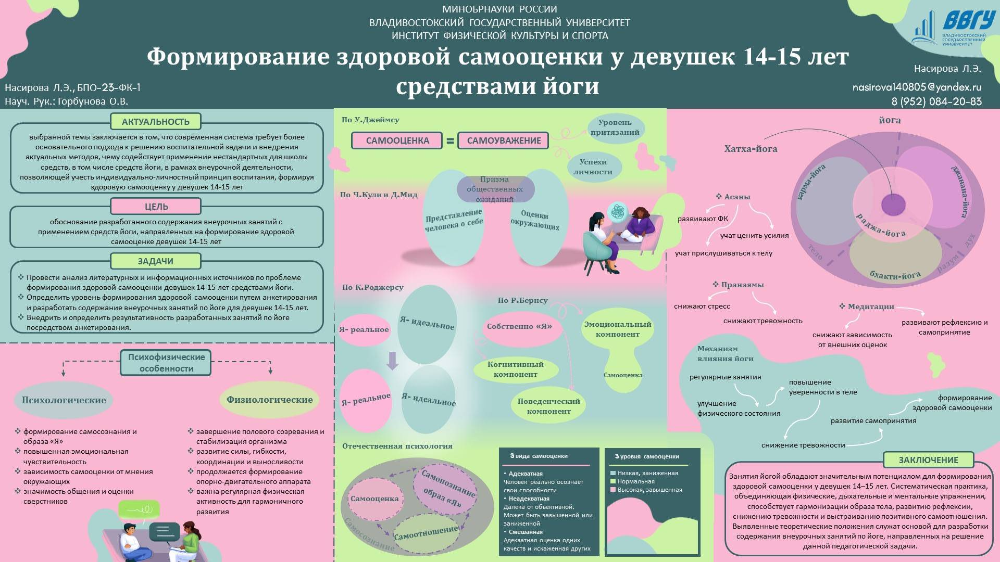 МИНОБРНАУКИ РОССИИ
ВЛАДИВОСТОКСКИЙ ГОСУДАРСТВЕННЫЙ УНИВЕРСИТЕТ
ИНСТИТУТ ФИЗИЧЕСКОЙ КУЛЬТУРЫ И СПОРТА
Формирование здоровой самооценки у девушек 14-15 лет
средствами йоги
Насирова Л.Э., БПО-23-ФК-1
Науч. Рук.: Горбунова О.В.
ВВГУ
ВЛАДИВОСТОКСКИЙ
ГОСУДАРСТВЕННЫЙ
УНИВЕРСИТЕТ
Насирова Л.Э.
nasirova140805@yandex.ru
8 (952) 084-20-83
АКТУАЛЬНОСТЬ
выбранной темы заключается в том, что современная система требует более
основательного подхода к решению воспитательной задачи и внедрения
актуальных методов, чему содействует применение нестандартных для школы
средств, в том числе средств йоги, в рамках внеурочной деятельности,
позволяющей учесть индивидуально-личностный принцип воспитания, формируя
здоровую самооценку у девушек 14-15 лет
ЦЕЛЬ
обоснование разработанного содержания внеурочных занятий с
применением средств йоги, направленных на формирование здоровой
самооценке девушек 14-15 лет
ЗАДАЧИ
❖ Провести анализ литературных и информационных источников по проблеме
формирования здоровой самооценки девушек 14-15 лет средствами йоги.
❖ Определить уровень формирования здоровой самооценки путем анкетирования
и разработать содержание внеурочных занятий по йоге для девушек 14-15 лет.
❖ Внедрить и определить результативность разработанных занятий по йоге
посредством анкетирования.
Психофизические
особенности
Психологические
❖ формирование самосознания и
образа «Я»
❖ повышенная эмоциональная
чувствительность
❖ зависимость самооценки от мнения
окружающих
❖ значимость общения и оценки
сверстников
Физиологические
❖ завершение полового созревания и
стабилизация организма
❖ развитие силы, гибкости,
координации и выносливости
❖ продолжается формирование
опорно-двигательного аппарата
❖ важна регулярная физическая
активность для гармоничного
развития
По У.Джеймсу
САМООЦЕНКА = САМОУВАЖЕНИЕ
Уровень
притязаний
Успехи
личности
По Ч.Кули и Д.Мид
Призма
общественных
ожиданий
Представление
человека о себе
Оценки
окружающих
По К.Роджерсу
Я- реальное
Я- идеальное
Я- реальное
Я- идеальное
По Р.Бернсу
Собственно «Я»
Эмоциональный
компонент
Когнитивный
компонент
Самооценка
Поведенческий
компонент
Отечественная психология
Самооценка
Самопознание
образ «Я»
Самоотношение
Самосознание
3 вида самооценки
• Адекватная
Человек реально осознает
свои способности
• Неадекватная
Далека от объективной.
Может быть завышенной или
заниженной
• Смешанная
Адекватная оценка одних
качеств и искаженная других
3 уровня самооценки
Низкая, заниженная
Нормальная
Высокая, завышенная
йога
Хатха-йога
карма-йога
джанана-йога
раджа-йога
бхакти-йога
тело
разум
дух
❖ Асаны
развивают ФК
учат ценить усилия
учат прислушиваться к телу
❖ Пранаямы
снижают стресс
снижают тревожность
❖ Медитации
развивают рефлексию и
самопринятие
снижают зависимость
от внешних оценок
Механизм
влияния йоги
регулярные занятия
улучшение
физического состояния
повышение
уверенности в теле
снижение тревожности
развитие самопринятия
формирование
здоровой самооценки
ЗАКЛЮЧЕНИЕ
Занятия йогой обладают значительным потенциалом для формирования
здоровой самооценки у девушек 14–15 лет. Систематическая практика,
объединяющая физические, дыхательные и ментальные упражнения,
способствует гармонизации образа тела, развитию рефлексии,
снижению тревожности и выстраиванию позитивного самоотношения.
Выявленные теоретические положения служат основой для разработки
содержания внеурочных занятий по йоге, направленных на решение
данной педагогической задачи.